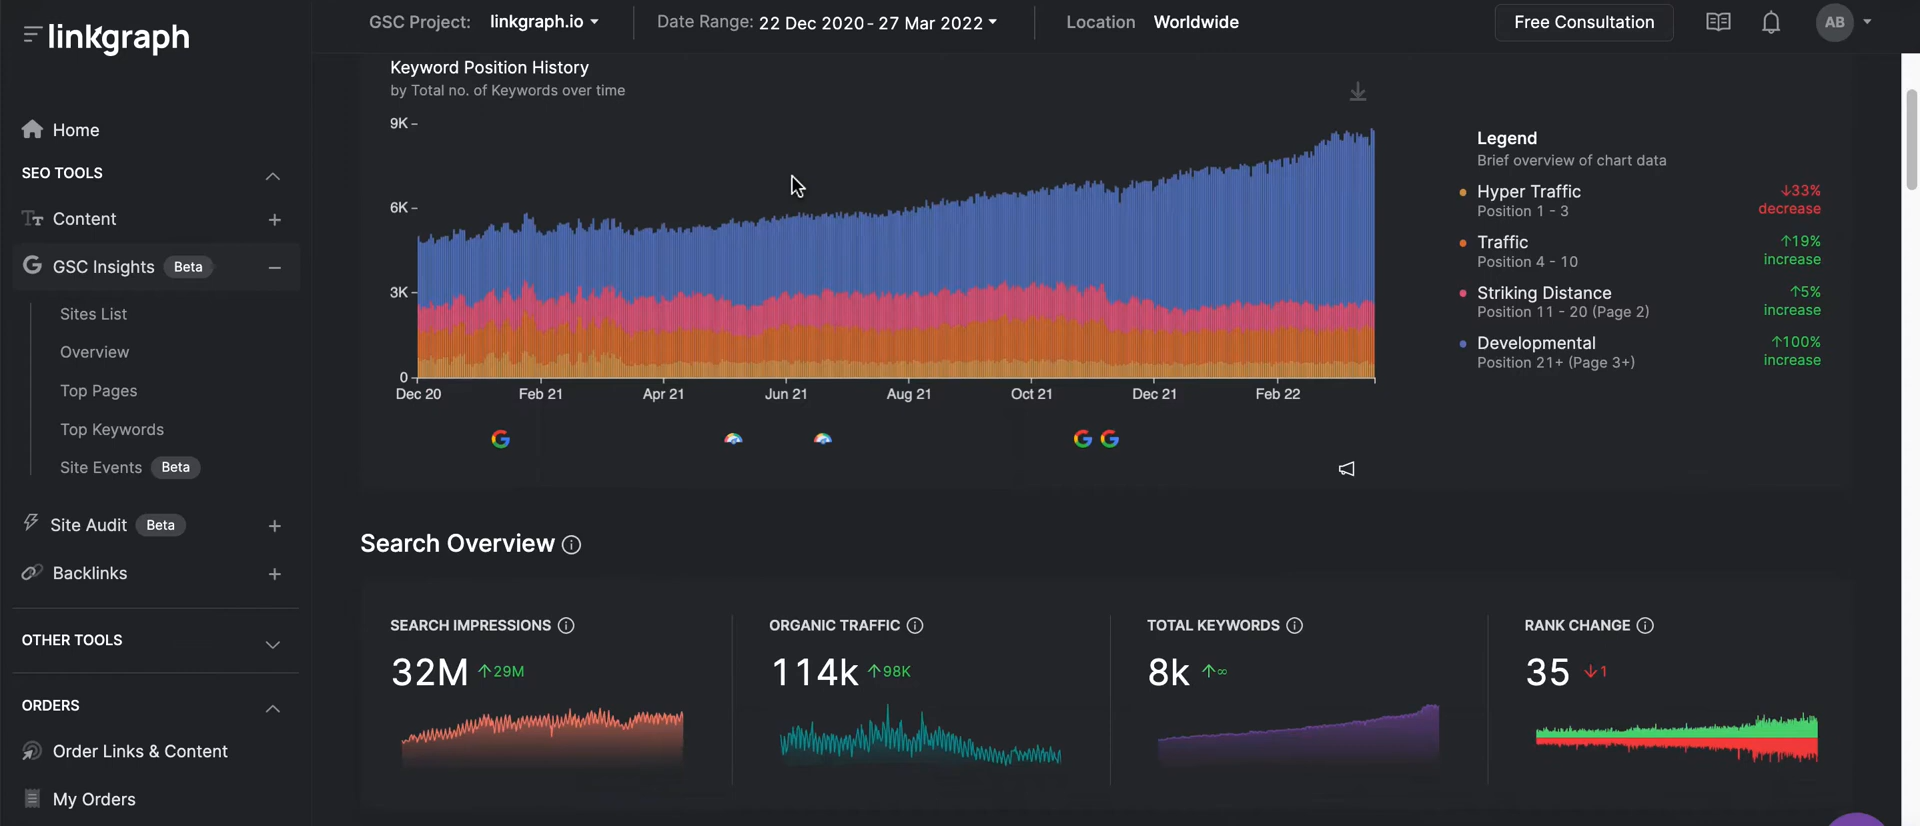 linkgraph
GSC Project: linkgraph.io
Date Range: 22 Dec 2020 - 27 Mar 2022
Location Worldwide
Free Consultation
AB
Home
SEO TOOLS
Content
GSC Insights Beta
Sites List
Overview
Top Pages
Top Keywords
Site Events Beta
Site Audit Beta
Backlinks
OTHER TOOLS
ORDERS
Order Links & Content
My Orders
Keyword Position History
by Total no. of Keywords over time
9K
6K
3K
0
Dec 20 Feb 21 Apr 21 Jun 21 Aug 21 Oct 21 Dec 21 Feb 22
Legend
Brief overview of chart data
Hyper Traffic ↓33%
Position 1 - 3 decrease
Traffic ↑19%
Position 4 - 10 increase
Striking Distance ↑5%
Position 11 - 20 (Page 2) increase
Developmental ↑100%
Position 21+ (Page 3+) increase
Search Overview
SEARCH IMPRESSIONS
32M ↑29M
ORGANIC TRAFFIC
114k ↑98K
TOTAL KEYWORDS
8k ↑∞
RANK CHANGE
35 ↓1